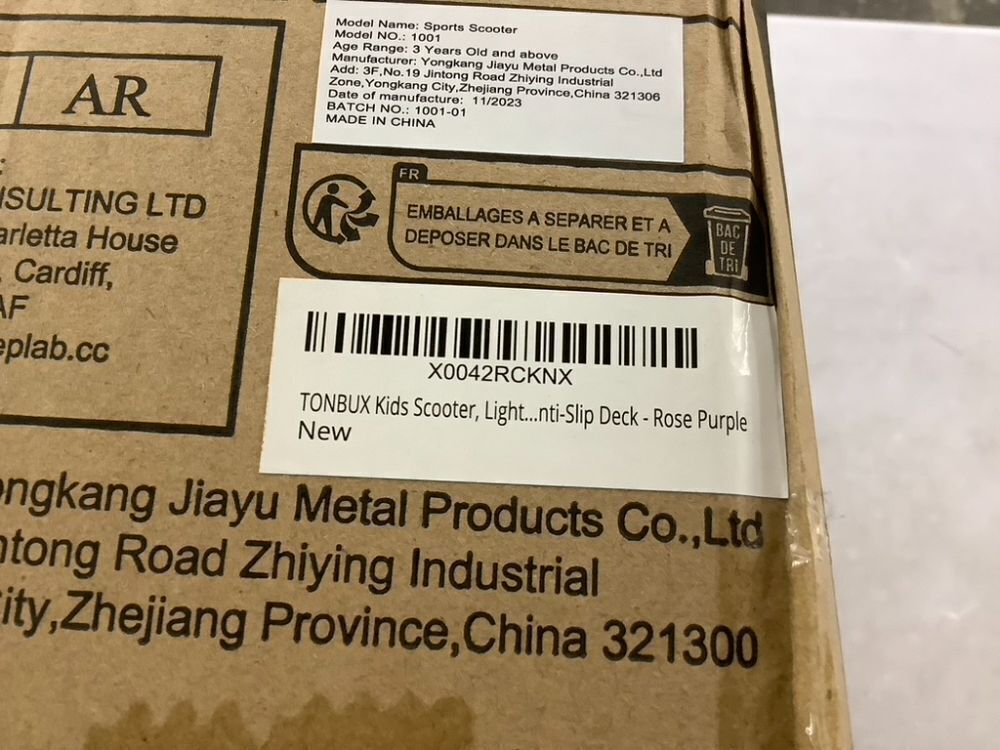 Model Name: Sports Scooter
Model NO.: 1001
Age Range: 3 Years Old and above
Manufacturer: Yongkang Jiayu Metal Products Co.,Ltd
Add: 3F,No.19 Jintong Road Zhiying Industrial
Zone,Yongkang City,Zhejiang Province,China 321306
Date of manufacture: 11/2023
BATCH NO.: 1001-01
MADE IN CHINA
AR
FR
EMBALLAGES A SEPARER ET A
DEPOSER DANS LE BAC DE TRI
BAC
DE
TRI
SULTING LTD
arletta House
Cardiff,
AF
eplab.cc
X0042RCKNX
TONBUX Kids Scooter, Light...nti-Slip Deck - Rose Purple
New
ongkang Jiayu Metal Products Co.,Ltd
ntong Road Zhiying Industrial
ity,Zhejiang Province,China 321300